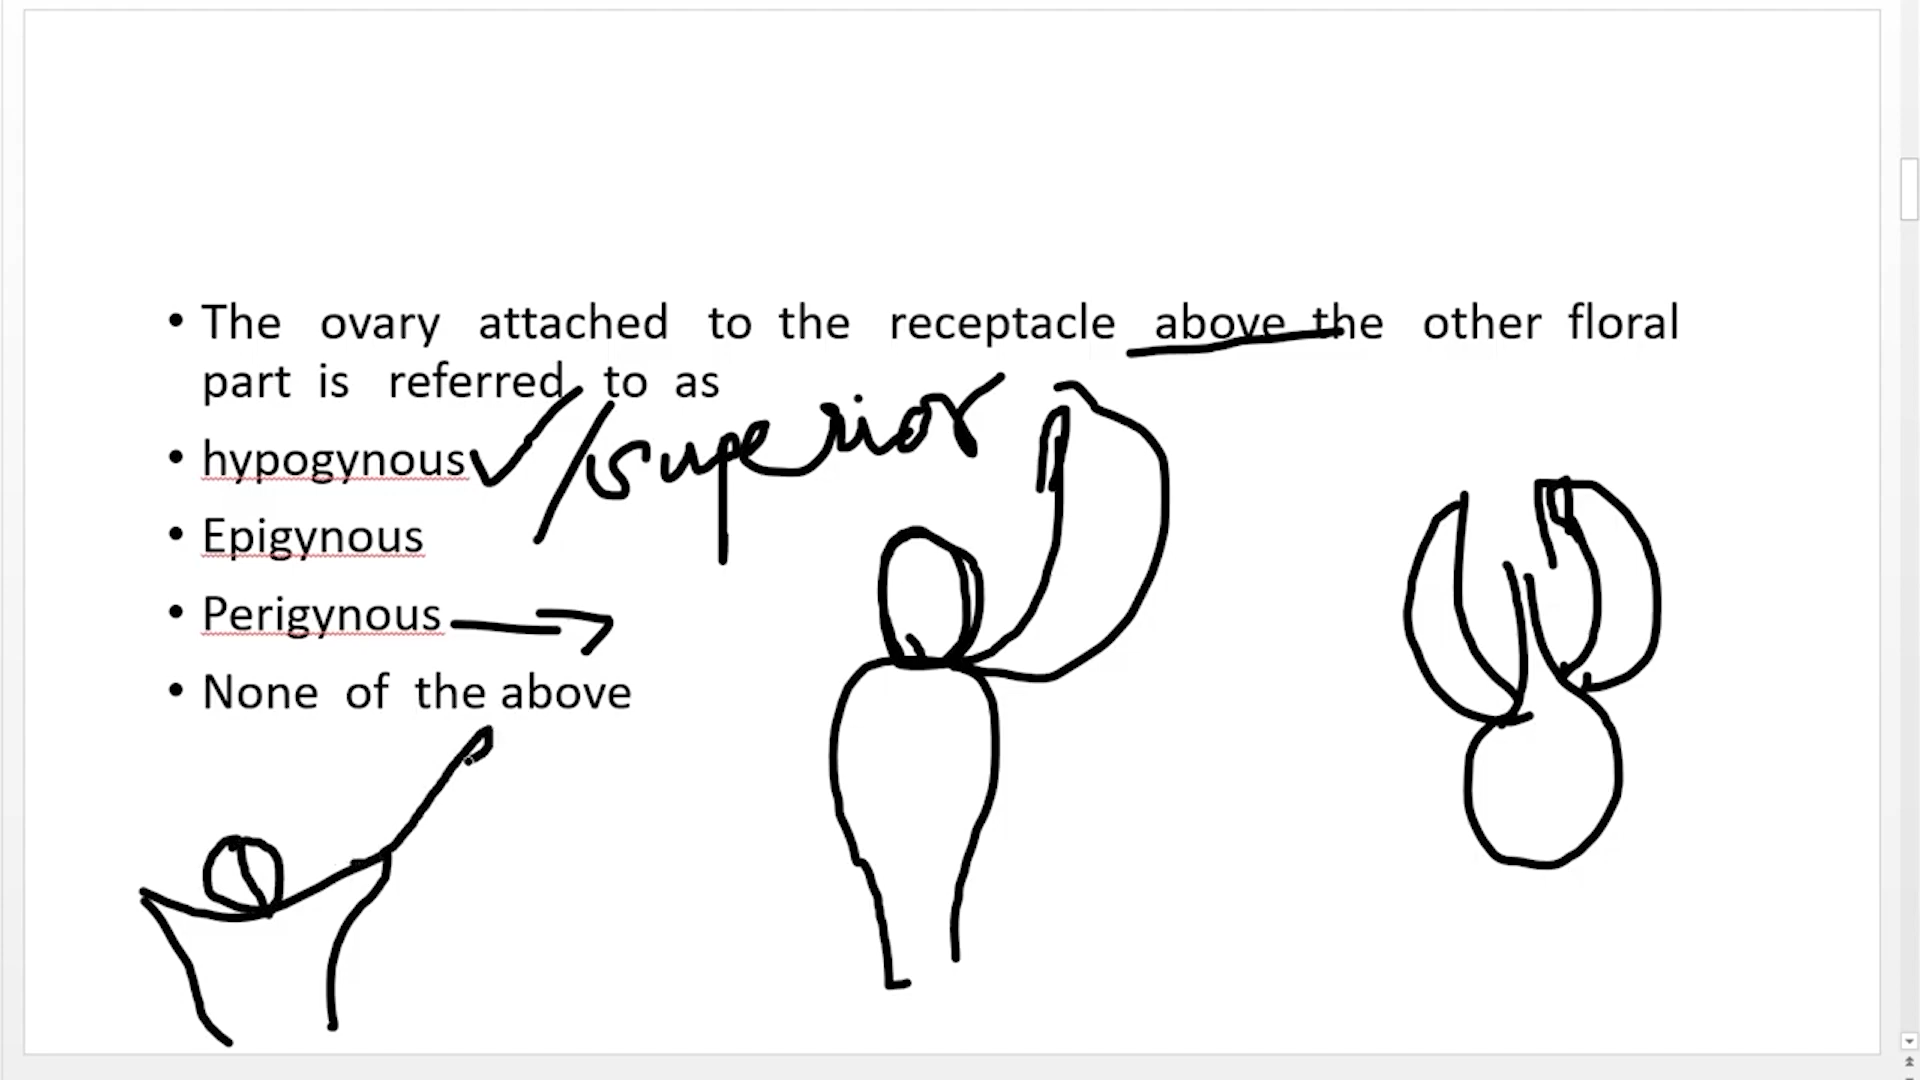 • The ovary attached to the receptacle above the other floral
part is referred to as
• hypogynous / superior
• Epigynous
• Perigynous
• None of the above